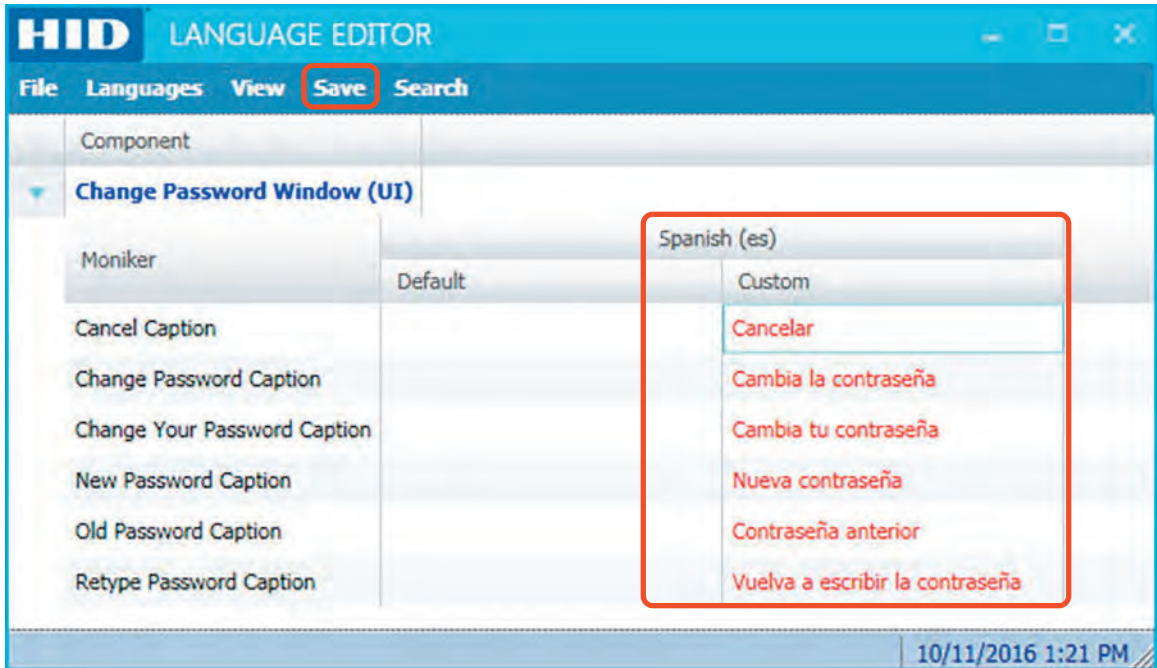 HID LANGUAGE EDITOR
File Languages View Save Search
Component
Change Password Window (UI)
Moniker
Spanish (es)
Default Custom
Cancel Caption Cancelar
Change Password Caption Cambia la contraseña
Change Your Password Caption Cambia tu contraseña
New Password Caption Nueva contraseña
Old Password Caption Contraseña anterior
Retype Password Caption Vuelva a escribir la contraseña
10/11/2016 1:21 PM